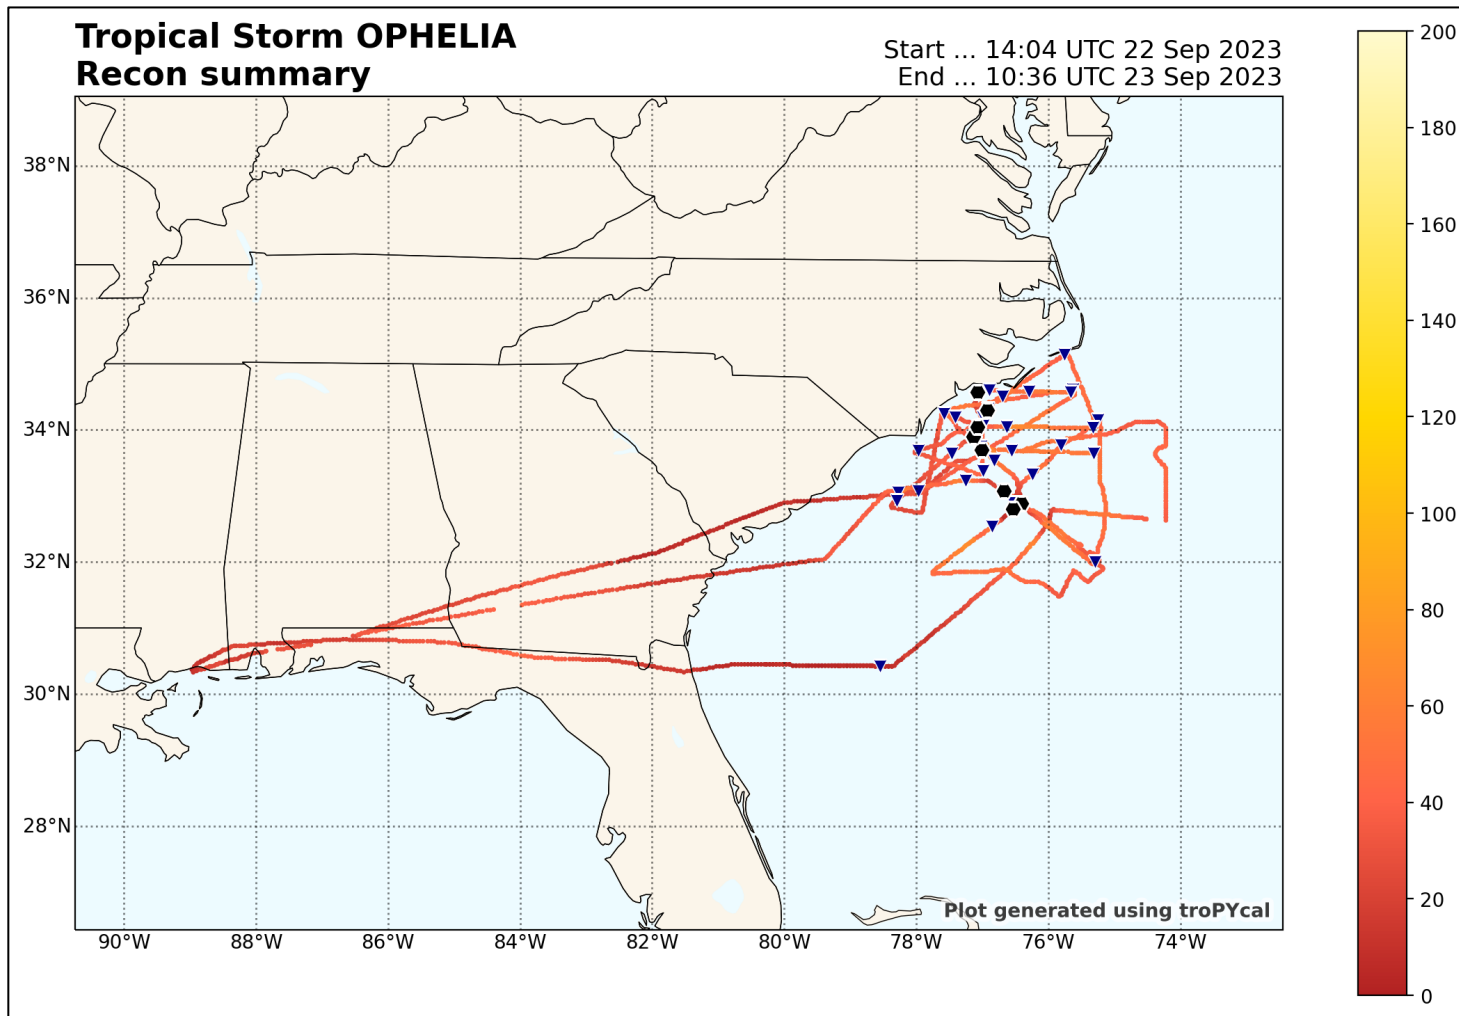 Tropical Storm OPHELIA
Recon summary
Start ... 14:04 UTC 22 Sep 2023
End ... 10:36 UTC 23 Sep 2023
38°N
36°N
34°N
32°N
30°N
28°N
90°W 88°W 86°W 84°W 82°W 80°W 78°W 76°W 74°W
Plot generated using troPYcal
200
180
160
140
120
100
80
60
40
20
0